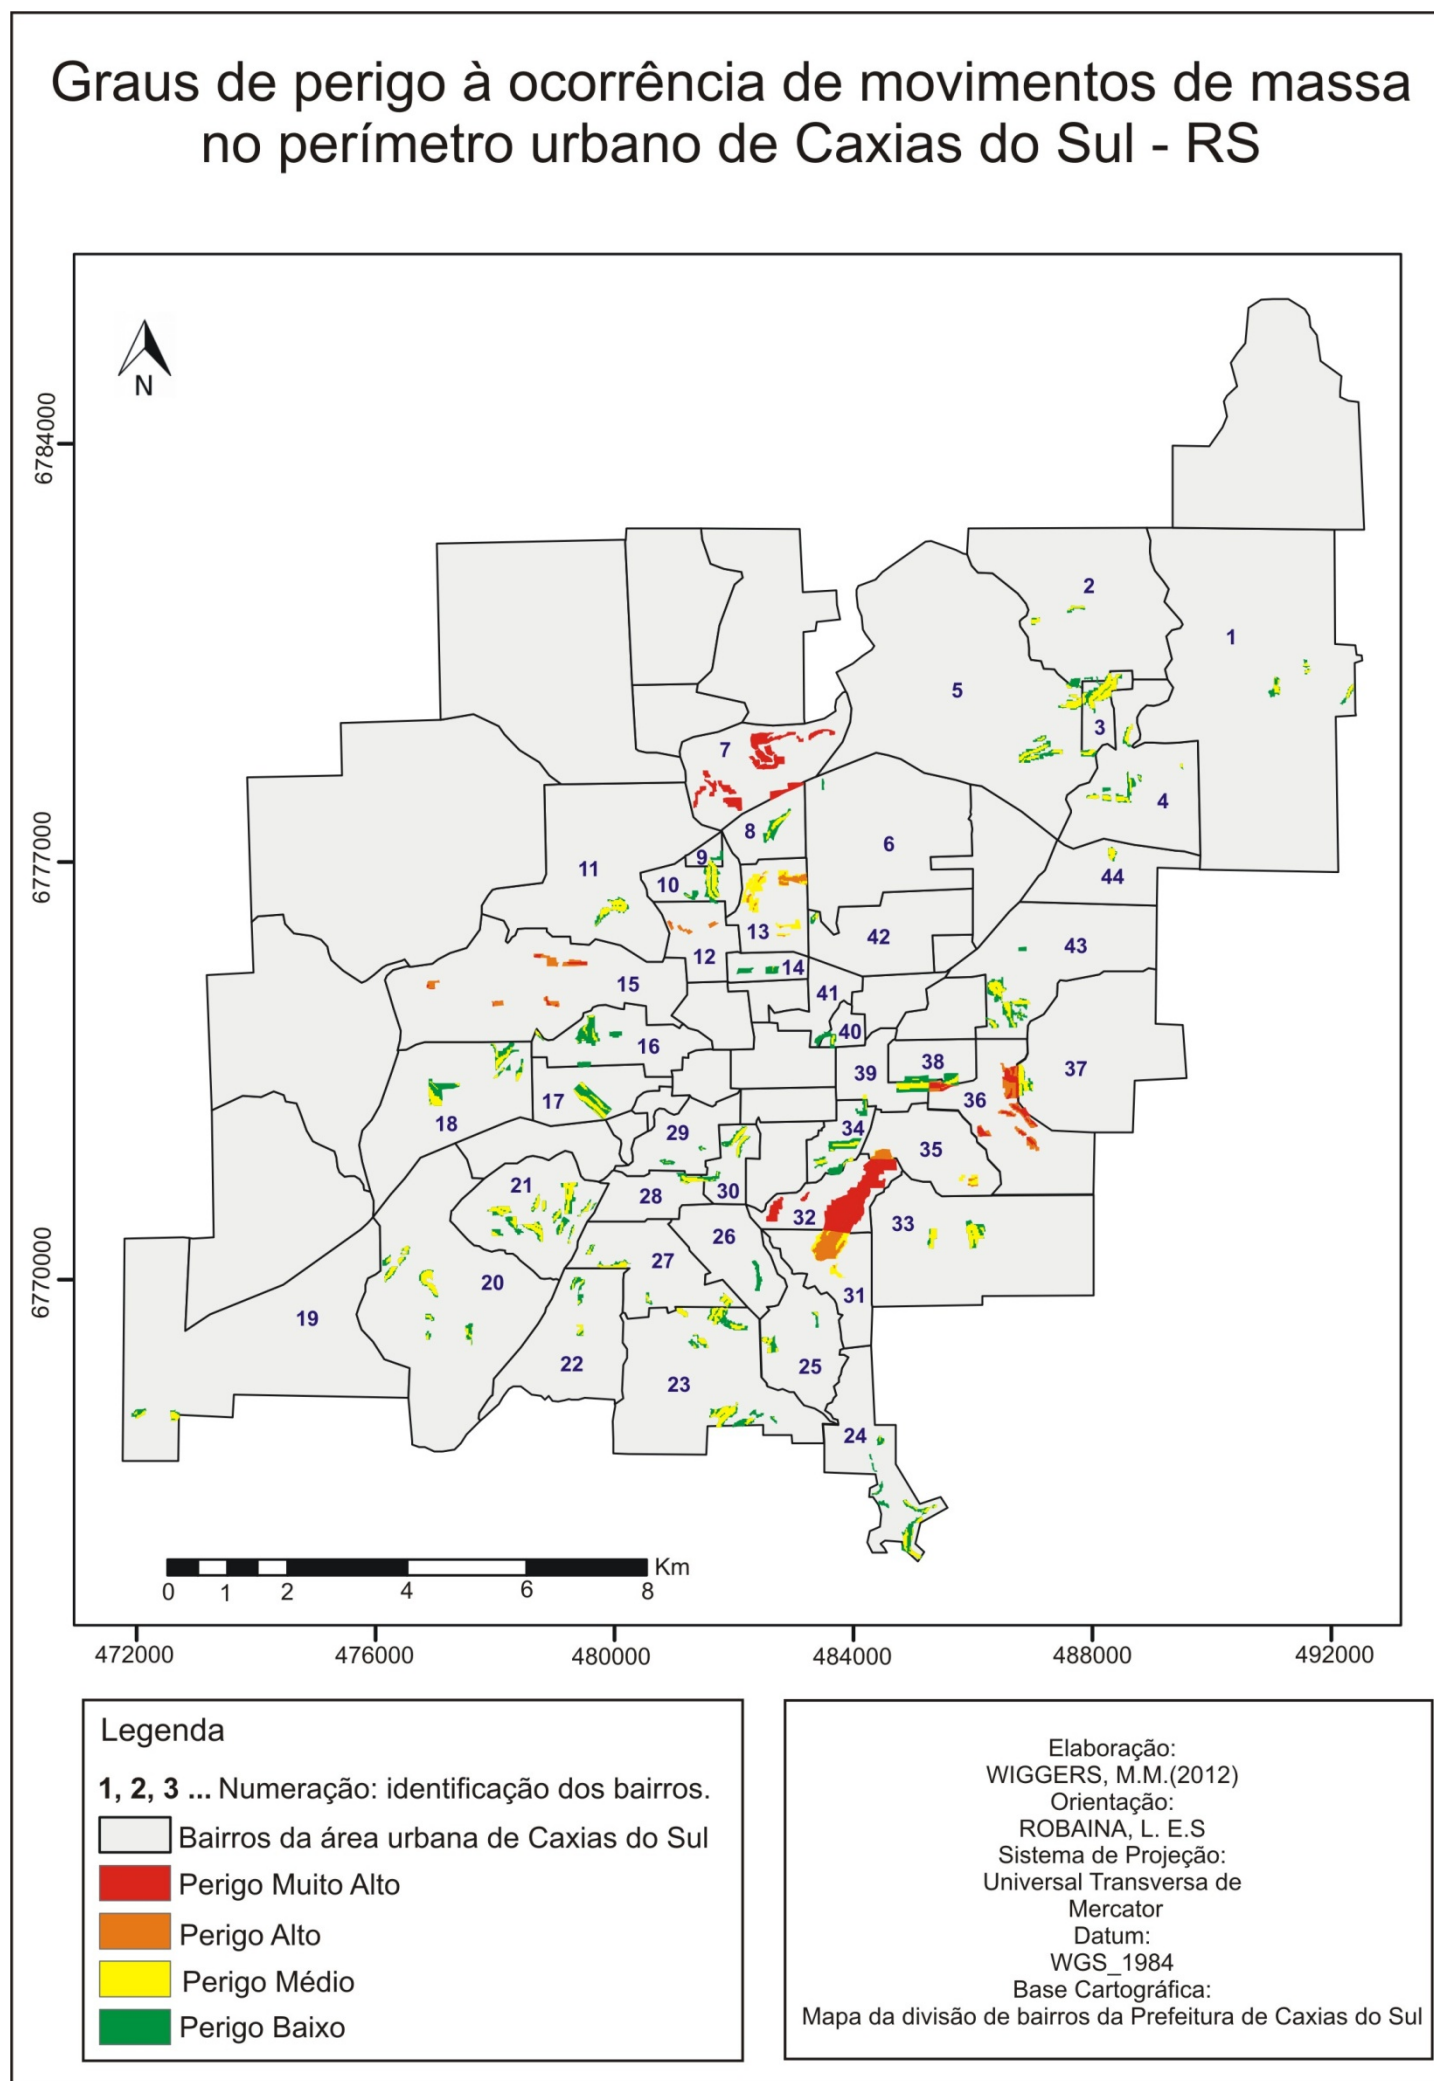 Graus de perigo à ocorrência de movimentos de massa
no perímetro urbano de Caxias do Sul - RS
N
6784000
6777000
6770000
2
1
5
3
7
4
8
6
9
11
10
44
13
42
43
12
14
15
41
40
16
38
37
39
36
17
18
34
29
35
21
28
30
32
33
26
27
20
31
19
22
25
23
24
Km
0 1 2 4 6 8
472000 476000 480000 484000 488000 492000
Legenda
1, 2, 3 ... Numeração: identificação dos bairros.
Bairros da área urbana de Caxias do Sul
Perigo Muito Alto
Perigo Alto
Perigo Médio
Perigo Baixo
Elaboração:
WIGGERS, M.M.(2012)
Orientação:
ROBAINA, L. E.S
Sistema de Projeção:
Universal Transversa de
Mercator
Datum:
WGS_1984
Base Cartográfica:
Mapa da divisão de bairros da Prefeitura de Caxias do Sul